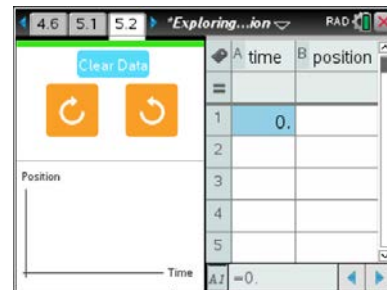 4.6 5.1 5.2 *Exploring...ion RAD
Clear Data
A time B position
=
1 0.
2
3
4
5
Position
Time
A1 =0.